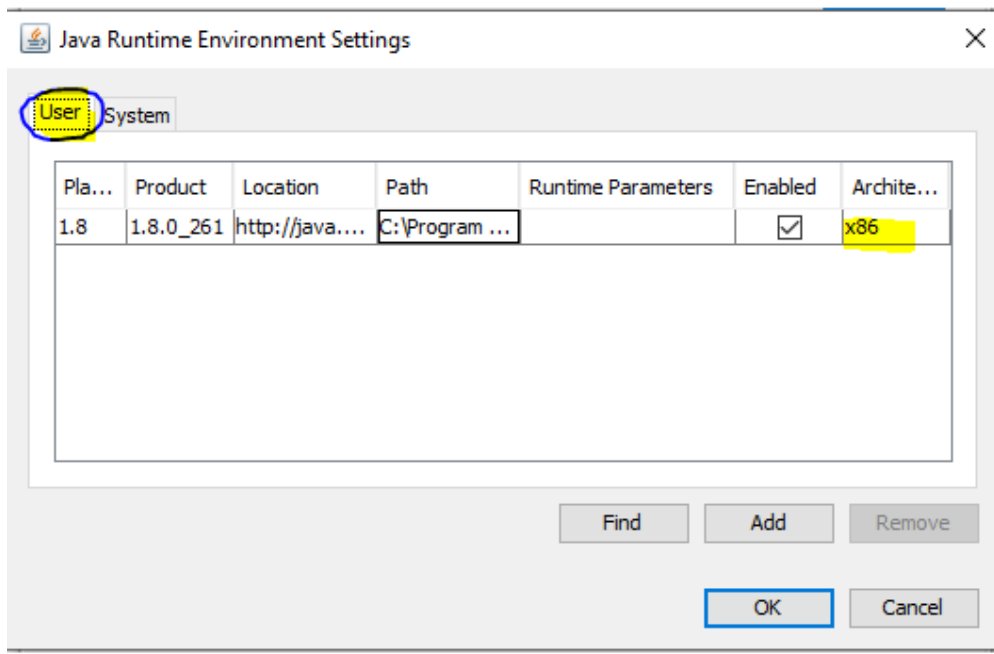 Java Runtime Environment Settings
User System
Pla... Product Location Path Runtime Parameters Enabled Archite...
1.8 1.8.0_261 http://java.... C:\Program ... x86
Find Add Remove
OK Cancel